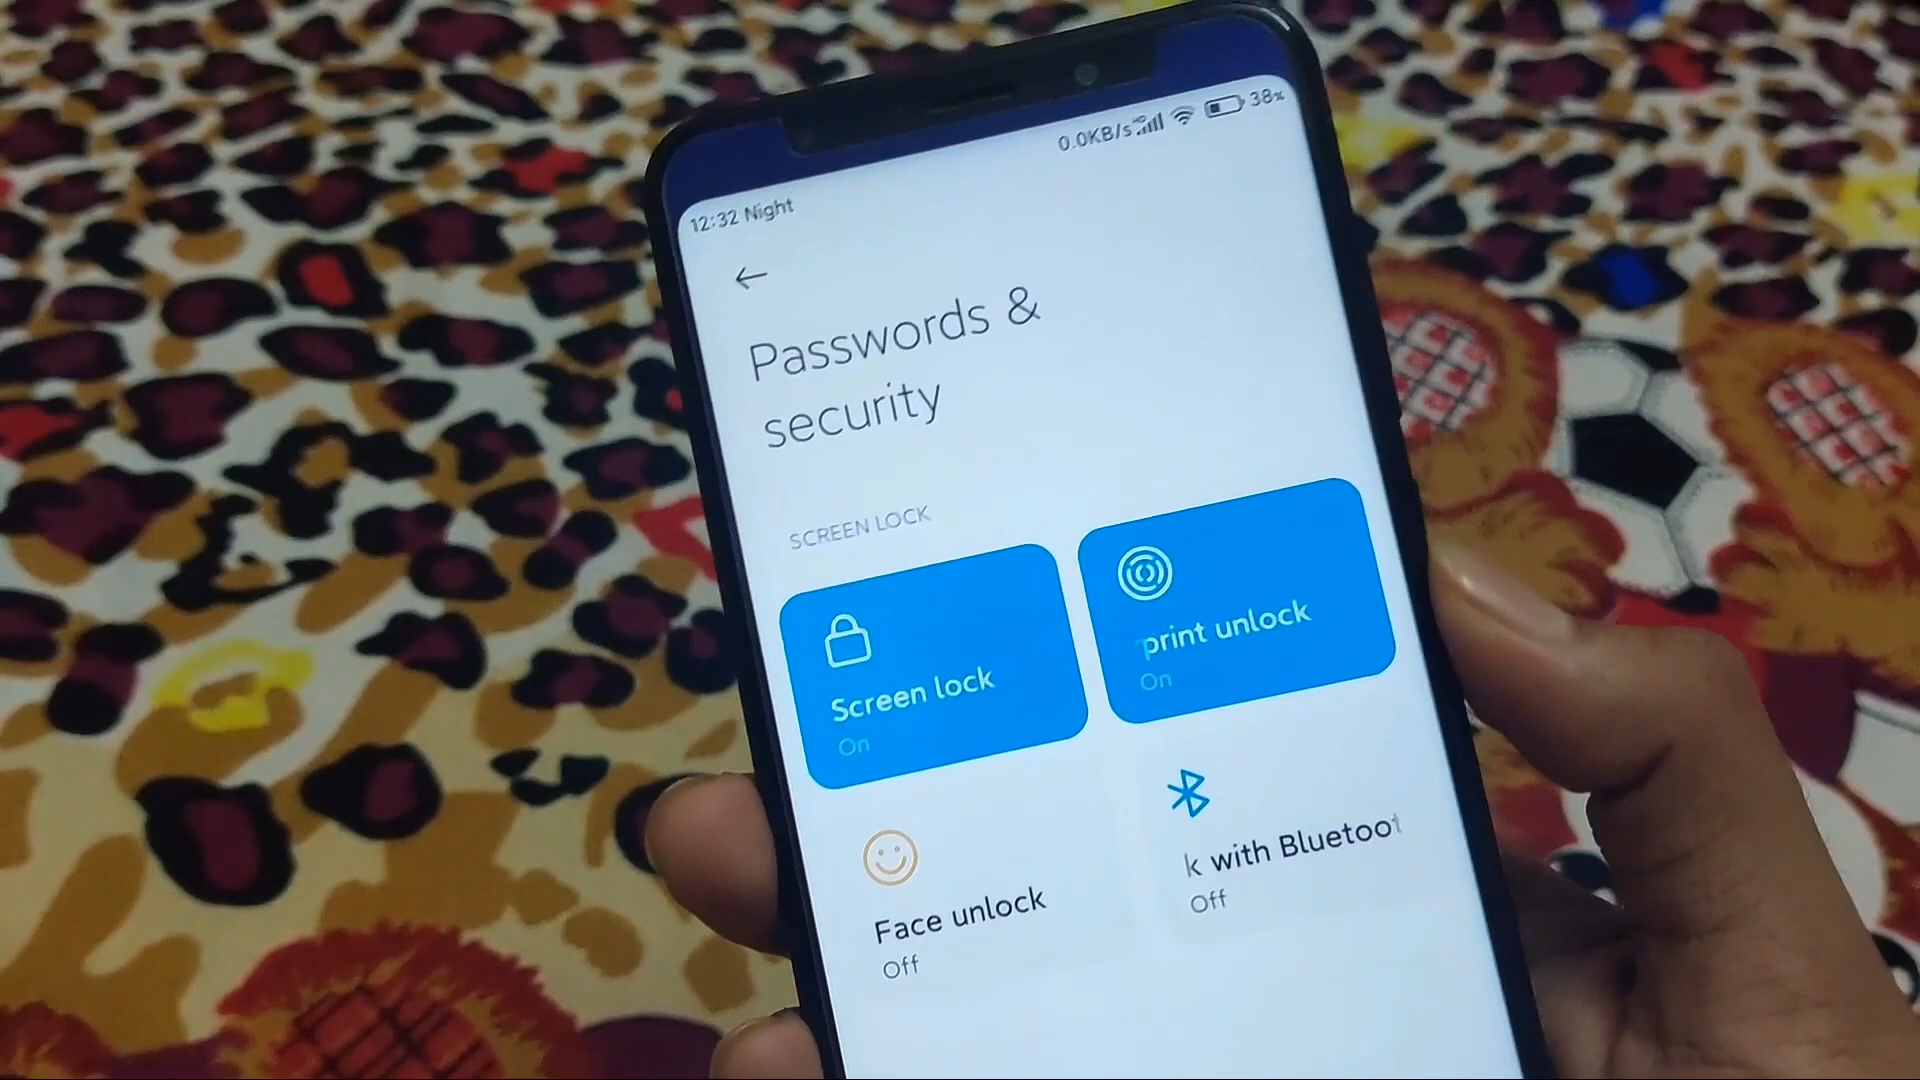 0.0KB/s 38%
12:32 Night
Passwords &
security
SCREEN LOCK
Screen lock
On
print unlock
On
Face unlock
Off
k with Bluetoo
Off